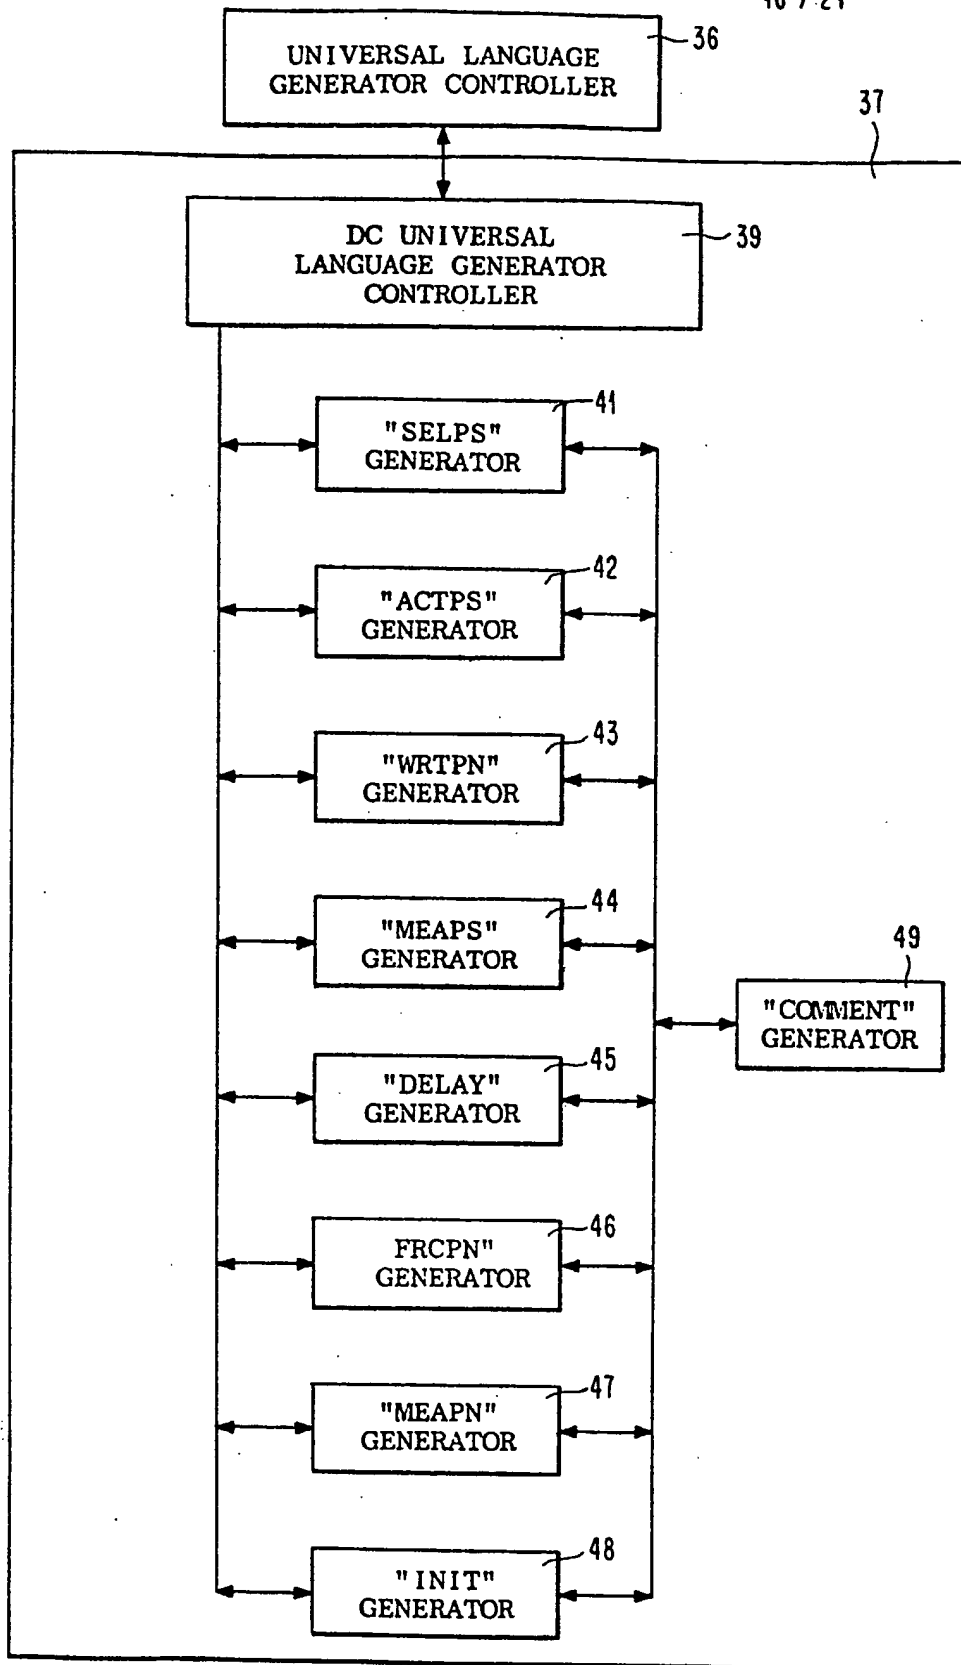 36
UNIVERSAL LANGUAGE
GENERATOR CONTROLLER
37
DC UNIVERSAL
LANGUAGE GENERATOR
CONTROLLER
39
"SELPS"
GENERATOR
41
"ACTPS"
GENERATOR
42
"WRTPN"
GENERATOR
43
"MEAPS"
GENERATOR
44
"COMMENT"
GENERATOR
49
"DELAY"
GENERATOR
45
FRCPN"
GENERATOR
46
"MEAPN"
GENERATOR
47
"INIT"
GENERATOR
48